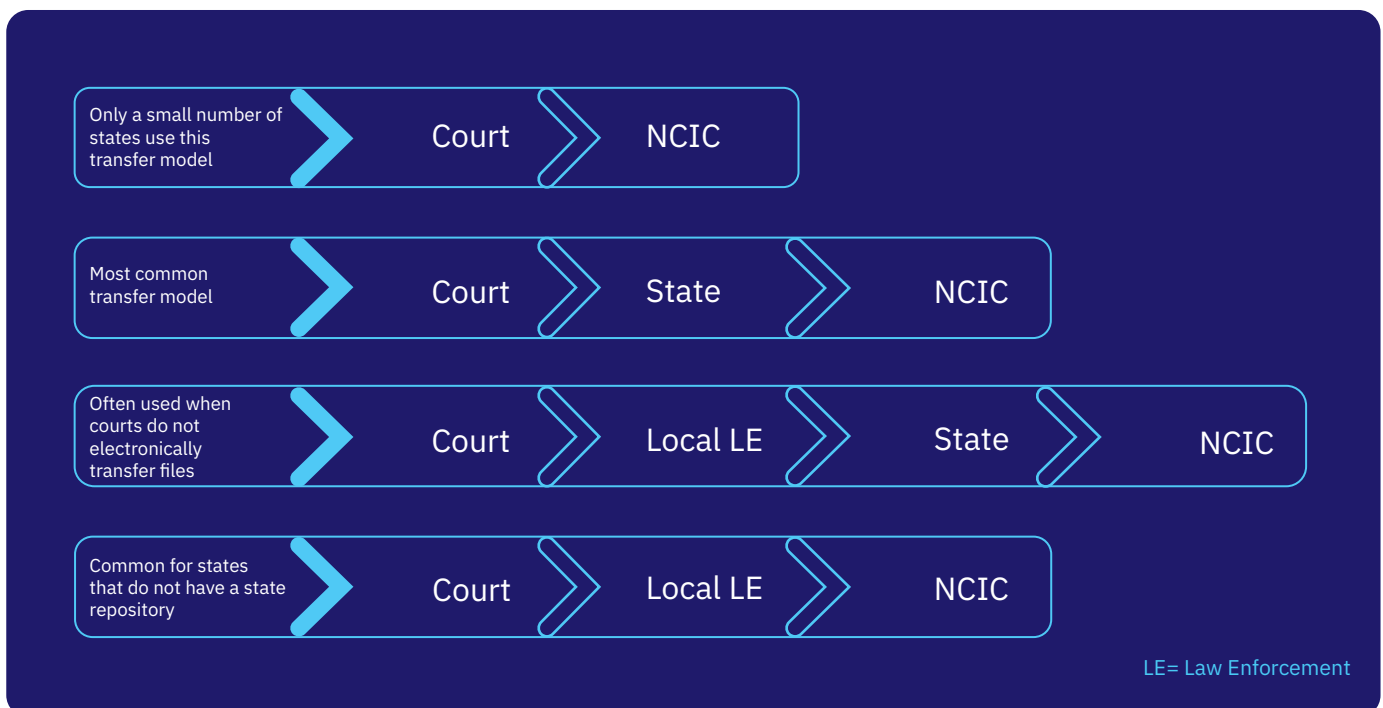 Only a small number of
states use this
transfer model
Court
NCIC
Most common
transfer model
Court
State
NCIC
Often used when
courts do not
electronically
transfer files
Court
Local LE
State
NCIC
Common for states
that do not have a state
repository
Court
Local LE
NCIC
LE= Law Enforcement